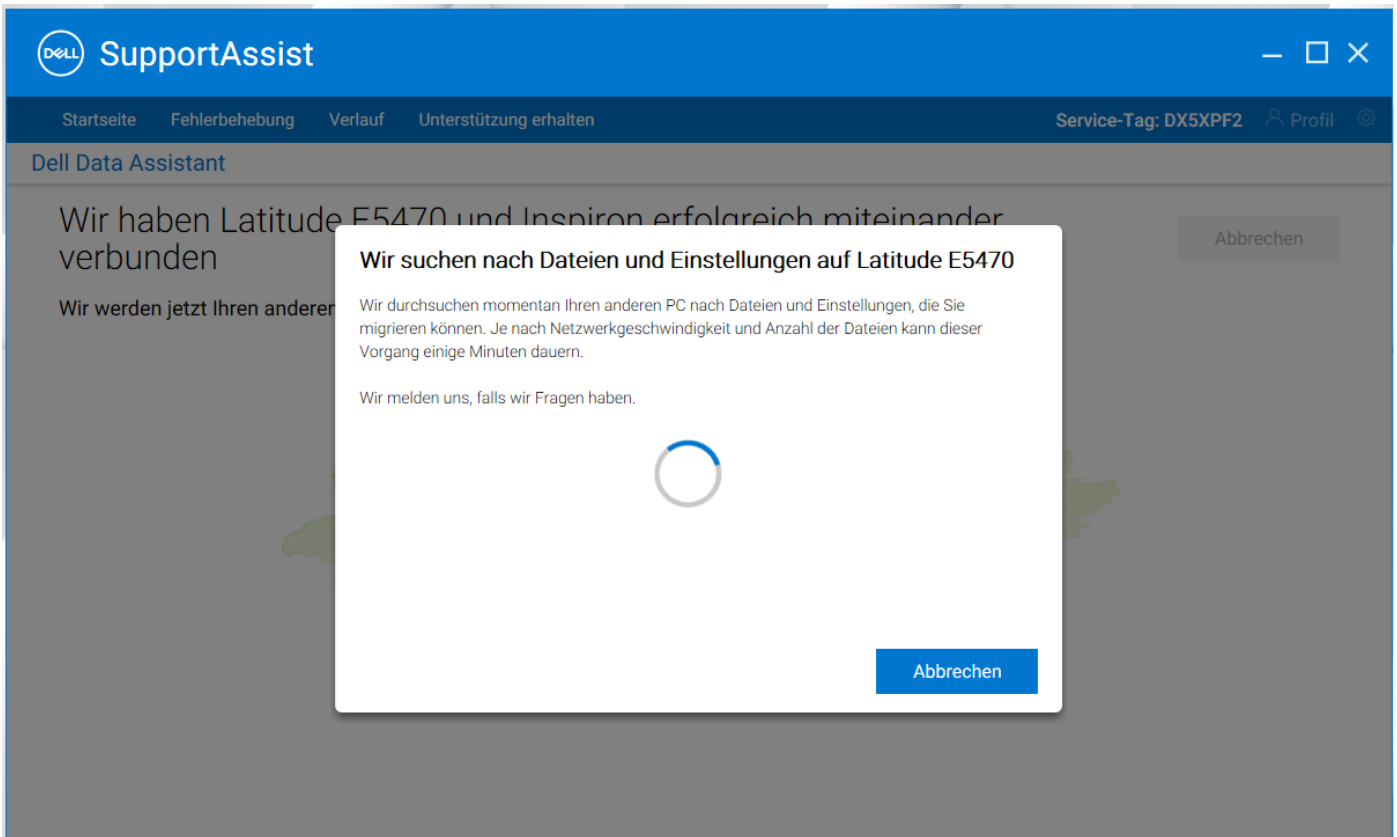 DELL SupportAssist
Startseite Fehlerbehebung Verlauf Unterstützung erhalten Service-Tag: DX5XPF2 Profil
Dell Data Assistant
Wir haben Latitude E5470 und Inspiron erfolgreich miteinander
verbunden
Abbrechen
Wir werden jetzt Ihren anderen
Wir suchen nach Dateien und Einstellungen auf Latitude E5470
Wir durchsuchen momentan Ihren anderen PC nach Dateien und Einstellungen, die Sie
migrieren können. Je nach Netzwerkgeschwindigkeit und Anzahl der Dateien kann dieser
Vorgang einige Minuten dauern.
Wir melden uns, falls wir Fragen haben.
Abbrechen